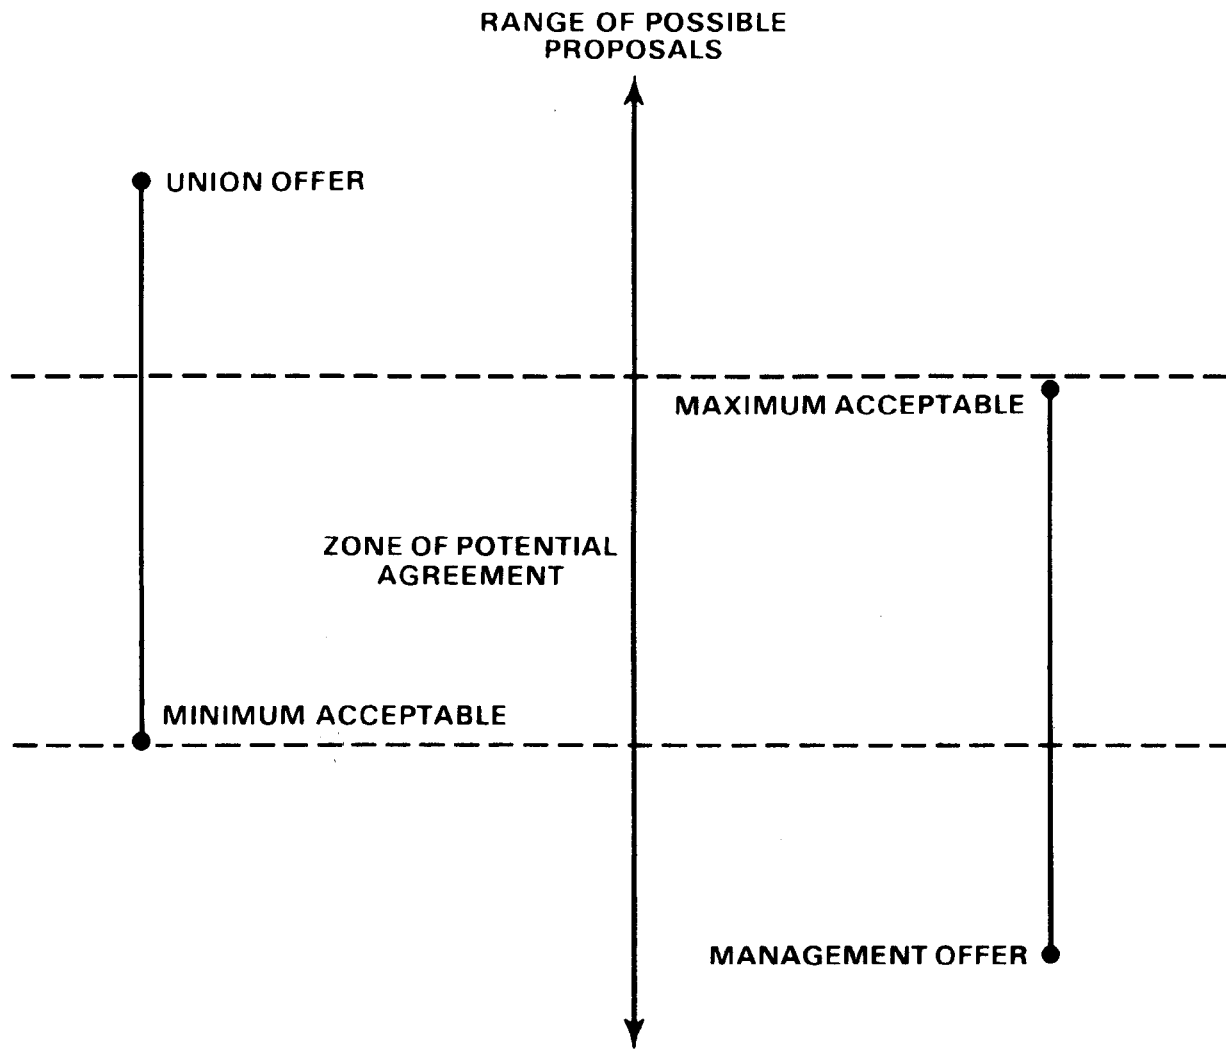 RANGE OF POSSIBLE
PROPOSALS
UNION OFFER
MAXIMUM ACCEPTABLE
ZONE OF POTENTIAL
AGREEMENT
MINIMUM ACCEPTABLE
MANAGEMENT OFFER